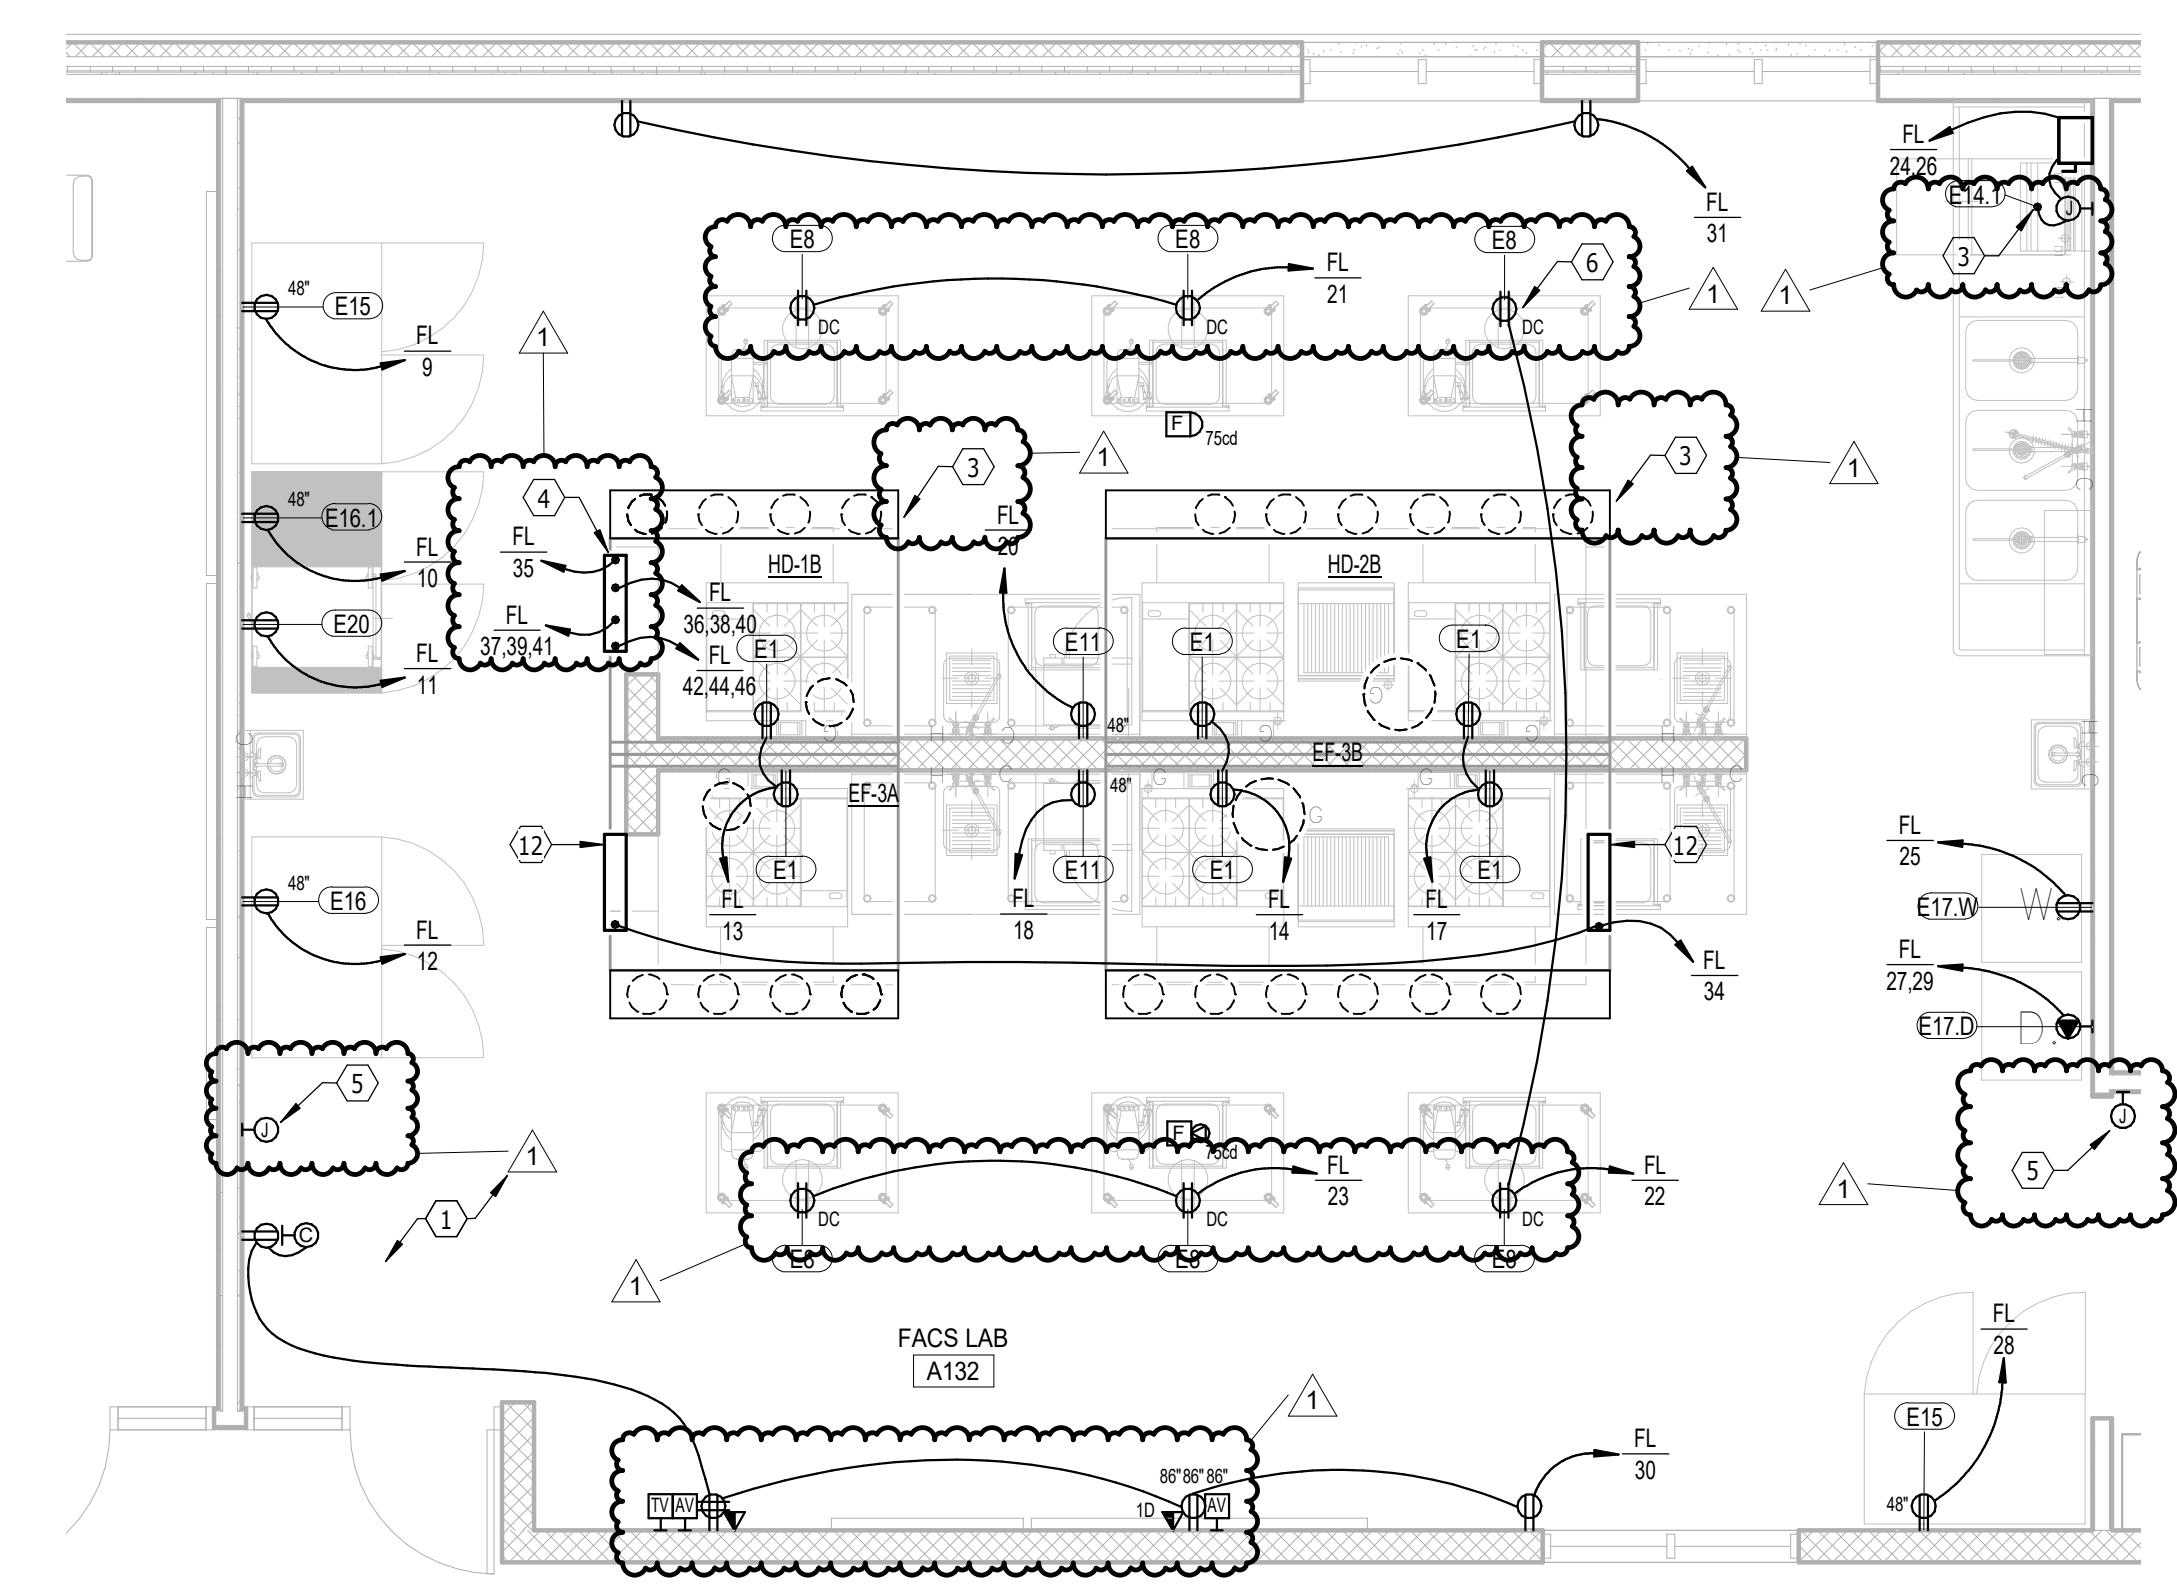 FL
24,26
E14.1
J
3
FL
31
E8
E8
E8
6
FL
21
DC
DC
DC
1
1
48"
E15
FL
9
1
F
75cd
3
1
3
1
48"
E16.1
FL
10
4
FL
35
FL
36,38,40
FL
37,39,41
FL
42,44,46
HD-1B
FL
20
HD-2B
E20
FL
11
E1
E11
E1
E1
48"
G
G
G
H
C
H
C
EF-3B
EF-3A
48"
G
H
C
G
G
H
C
H
C
H
C
H
C
12
E1
E11
E1
E1
12
FL
13
FL
18
FL
14
FL
17
FL
34
48"
E16
FL
12
FL
25
E17.W
W
FL
27,29
E17.D
D
5
J
1
J
5
1
F
75cd
FL
23
FL
22
DC
DC
DC
E8
E8
E8
1
C
1
FACS LAB
A132
1
FL
28
E15
48"
FL
30
TV
AV
86"
86"
86"
1D
AV